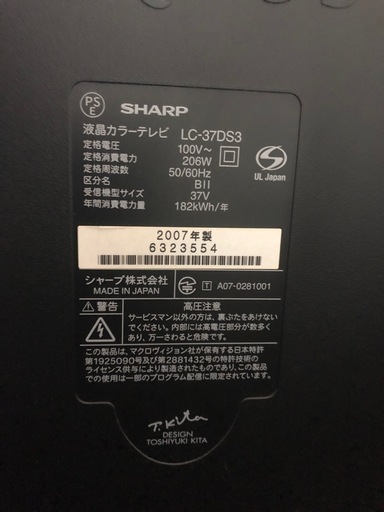 PS
E
SHARP
液晶カラーテレビ LC-37DS3
定格電圧 100V~
定格消費電力 206W
定格周波数 50/60Hz
区分名 BII
受信機型サイズ 37V
年間消費電力量 182kWh/年
S
UL Japan
2007年製
6323554
シャープ株式会社
MADE IN JAPAN
T A07-0281001
警告 高圧注意
サービスマン以外の方は、裏ぶたをあけない
でください。内部には高電圧部分が数多く
あり、万一さわると危険です。
この製品は、マクロヴィジョン社が保有する日本特許
第1925090号及び第2881432号の特許技術の
ライセンス供与により製造されたものであり、この製品
での使用は一部のプログラム配信に限定されています。
T. Kita
DESIGN
TOSHIYUKI KITA